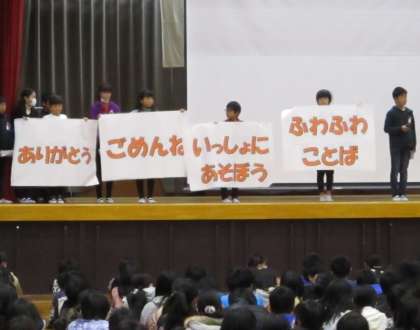 ありがとう
ごめんね
いっしょに
あそぼう
ふわふわ
ことば